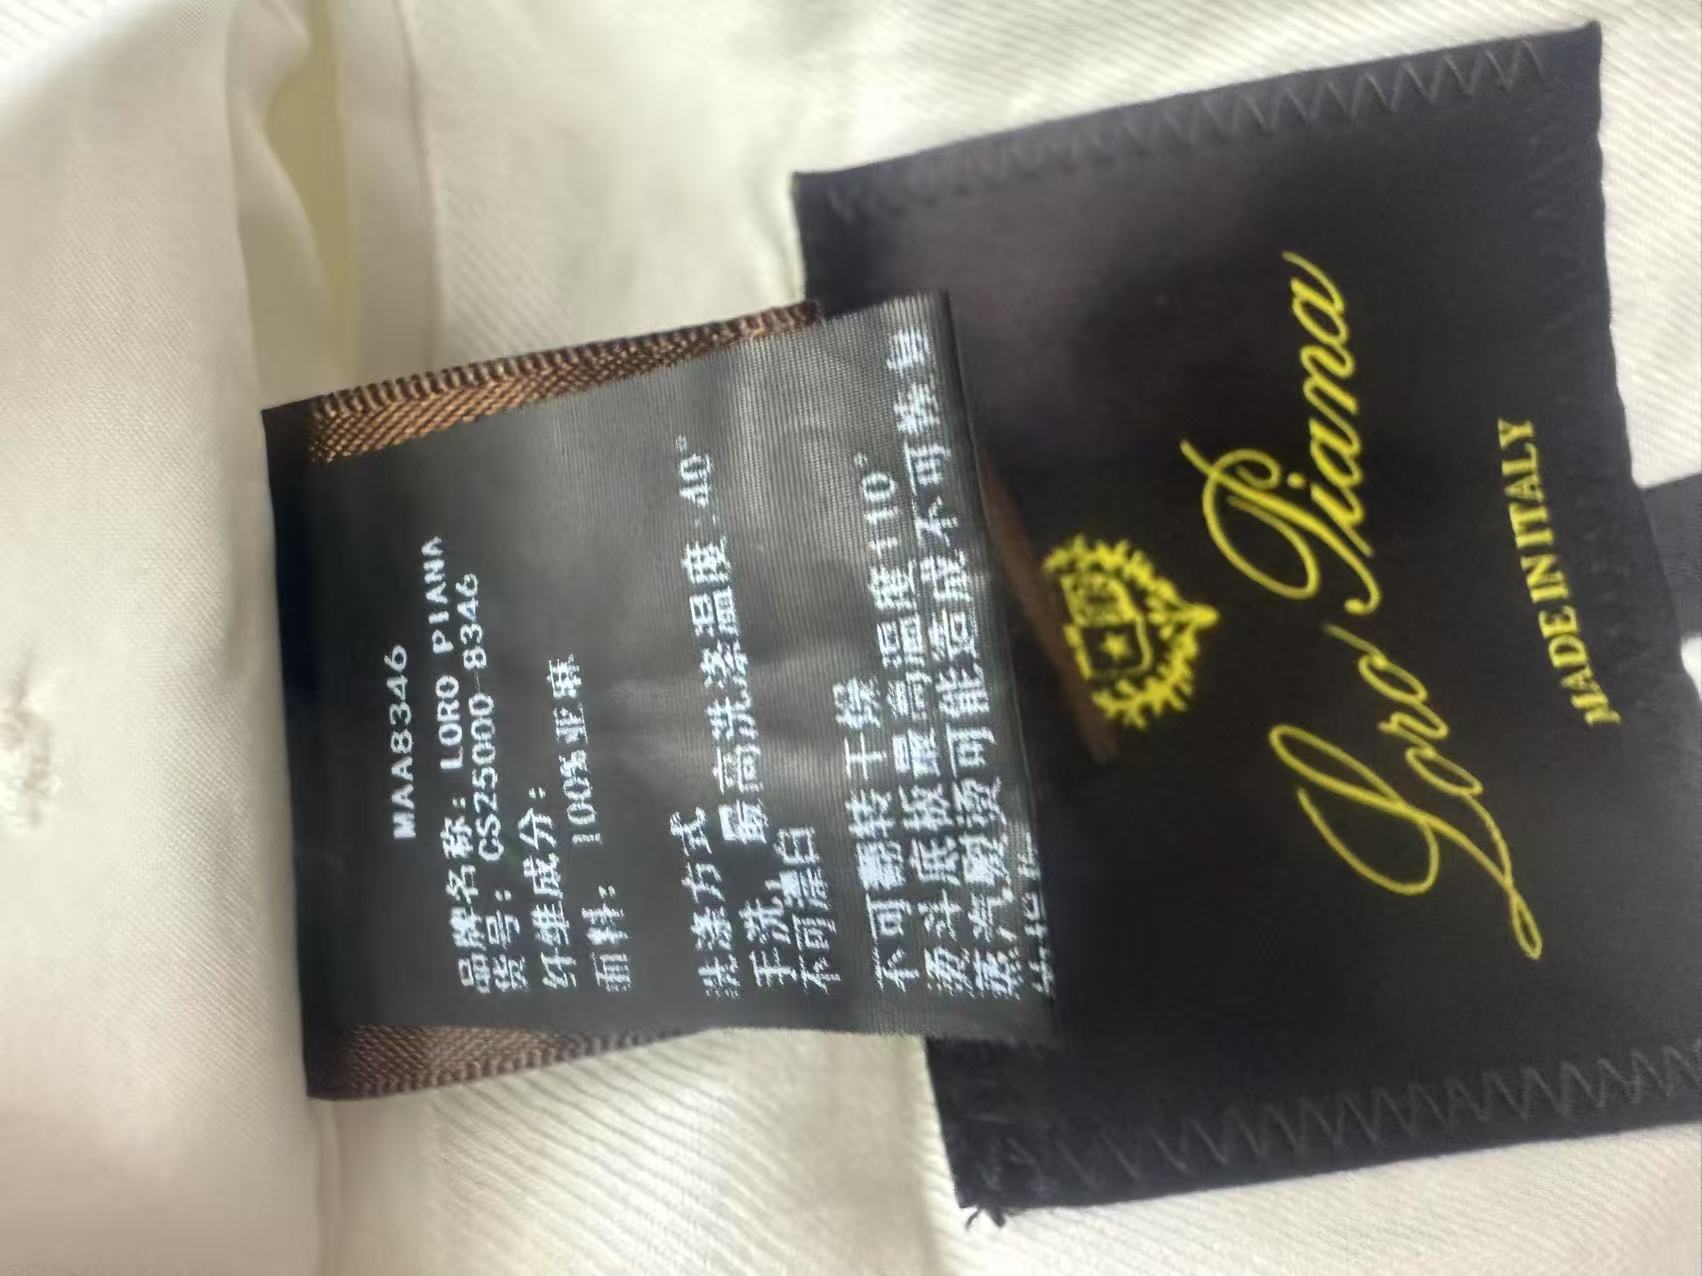 MAA8346
品牌名称：LORO PIANA
货号：CS25000-8346
纤维成分：
面料： 100%亚麻
洗涤方式
手洗，最高洗涤温度：40°
不可漂白
不可翻转干燥
熨斗底板最高温度110°
蒸汽熨烫可能造成不可恢复
Loro Piana
MADE IN ITALY